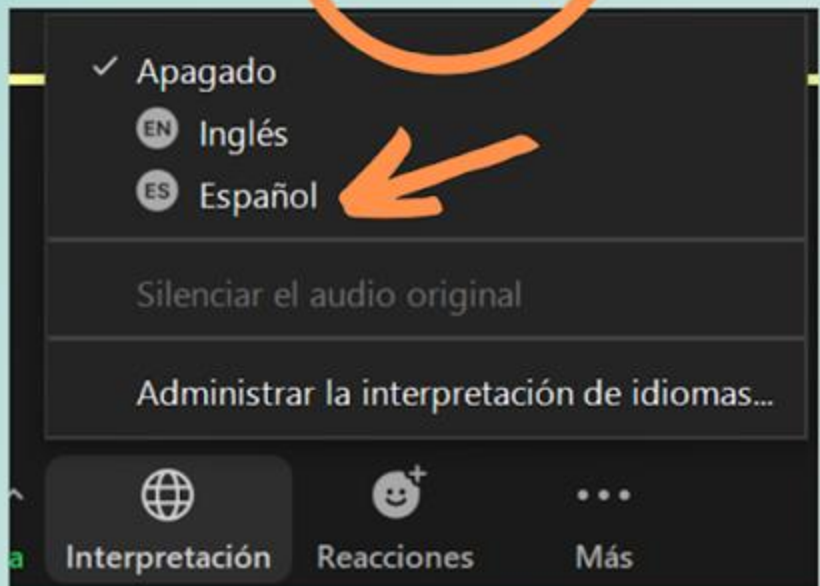 Apagado
EN Inglés
ES Español
Silenciar el audio original
Administrar la interpretación de idiomas...
a Interpretación Reacciones Más